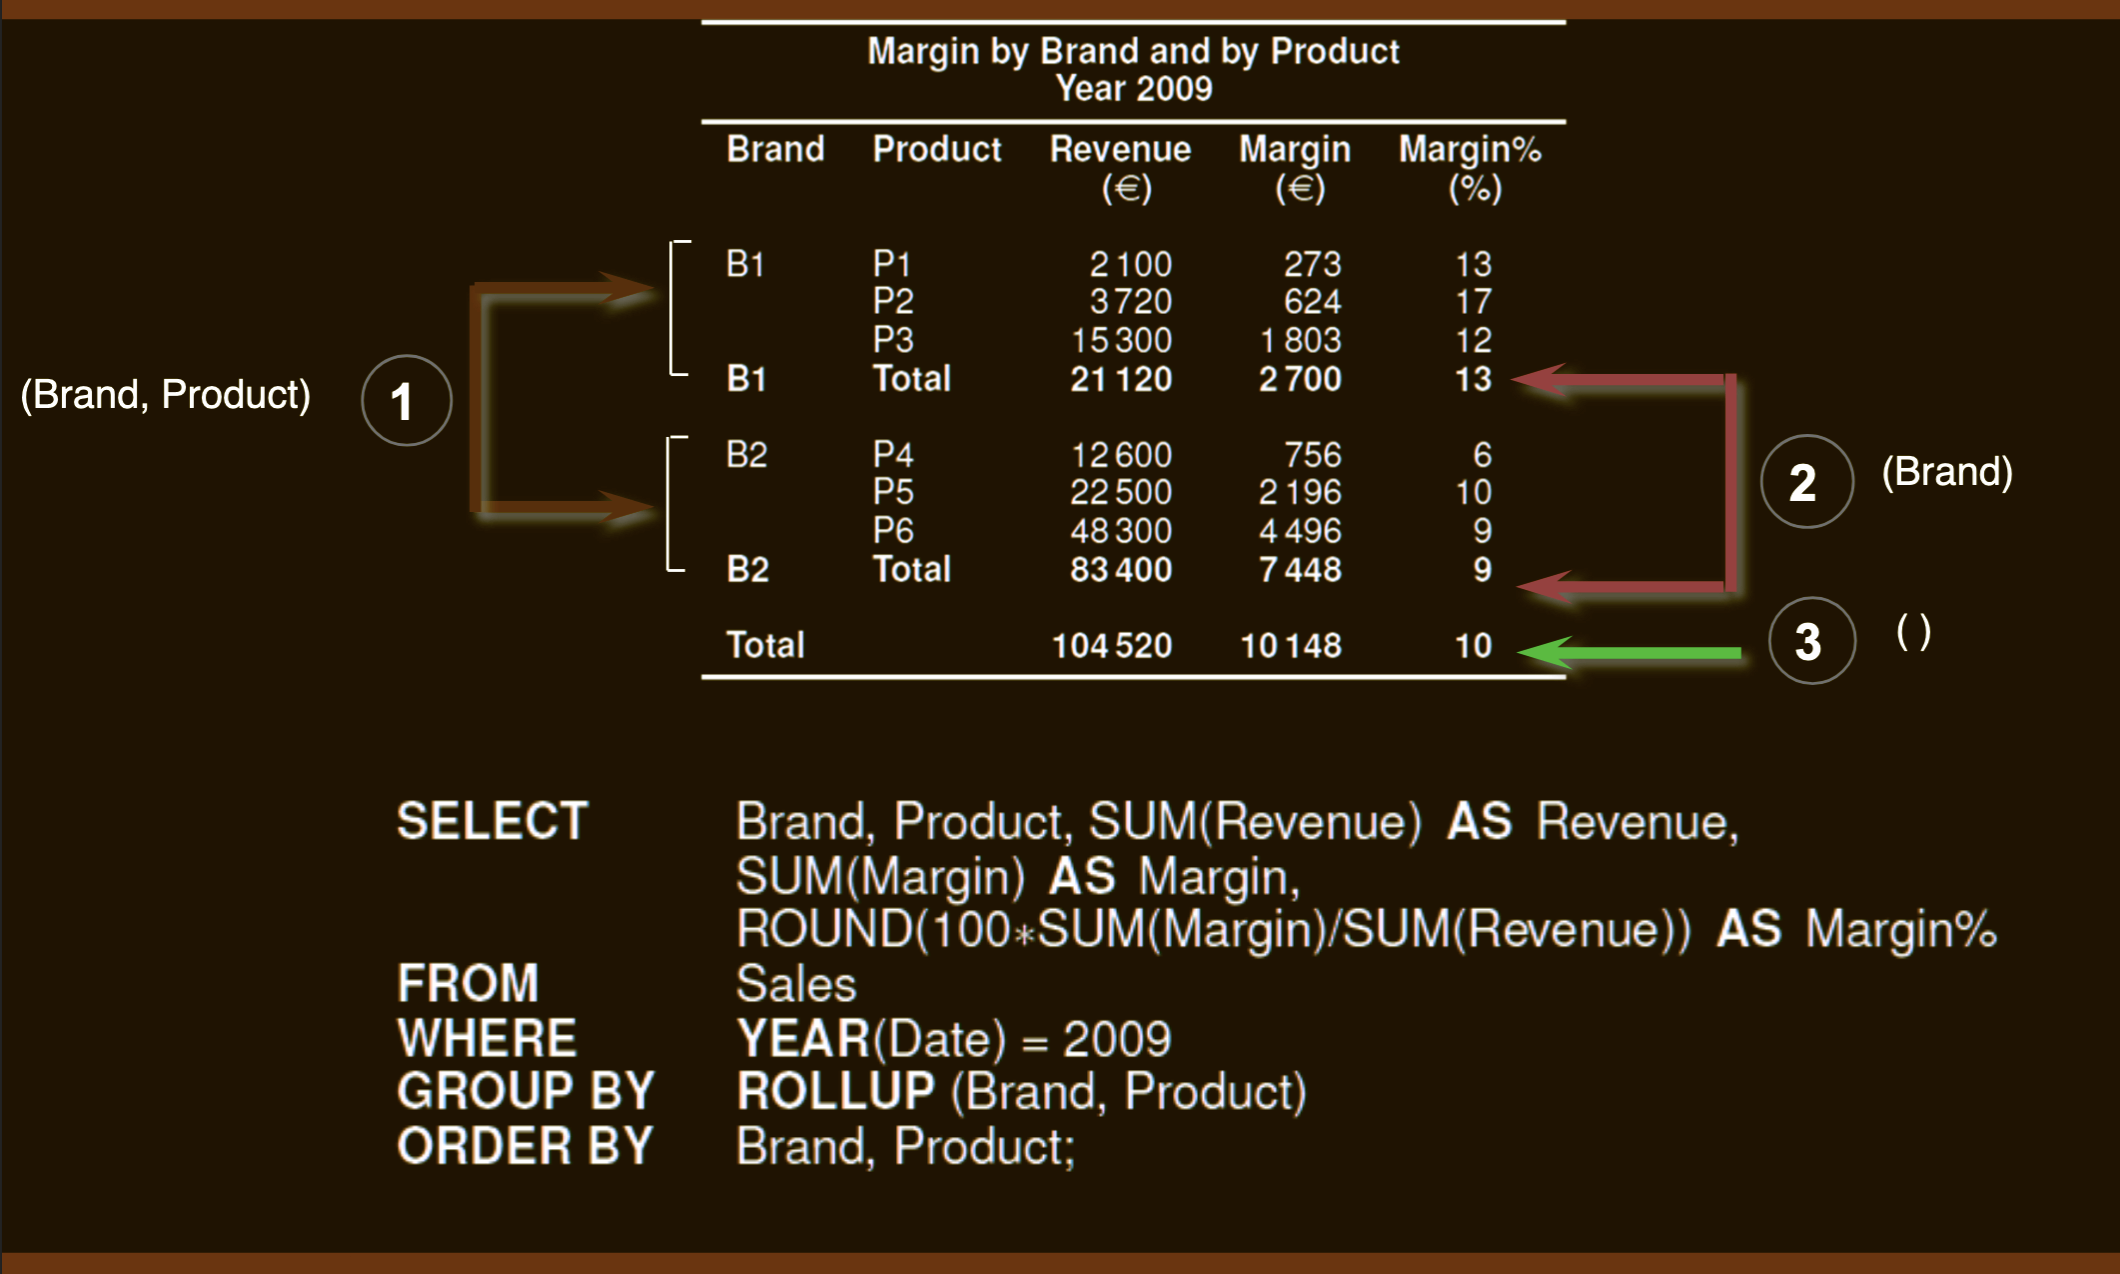 Margin by Brand and by Product
Year 2009
Brand Product Revenue Margin Margin%
(€) (€) (%)
B1 P1 2 100 273 13
P2 3 720 624 17
P3 15 300 1 803 12
B1 Total 21 120 2 700 13
(Brand, Product) 1
B2 P4 12 600 756 6
2 (Brand)
P5 22 500 2 196 10
P6 48 300 4 496 9
B2 Total 83 400 7 448 9
Total 104 520 10 148 10
3 ( )
SELECT Brand, Product, SUM(Revenue) AS Revenue,
SUM(Margin) AS Margin,
ROUND(100*SUM(Margin)/SUM(Revenue)) AS Margin%
FROM Sales
WHERE YEAR(Date) = 2009
GROUP BY ROLLUP (Brand, Product)
ORDER BY Brand, Product;